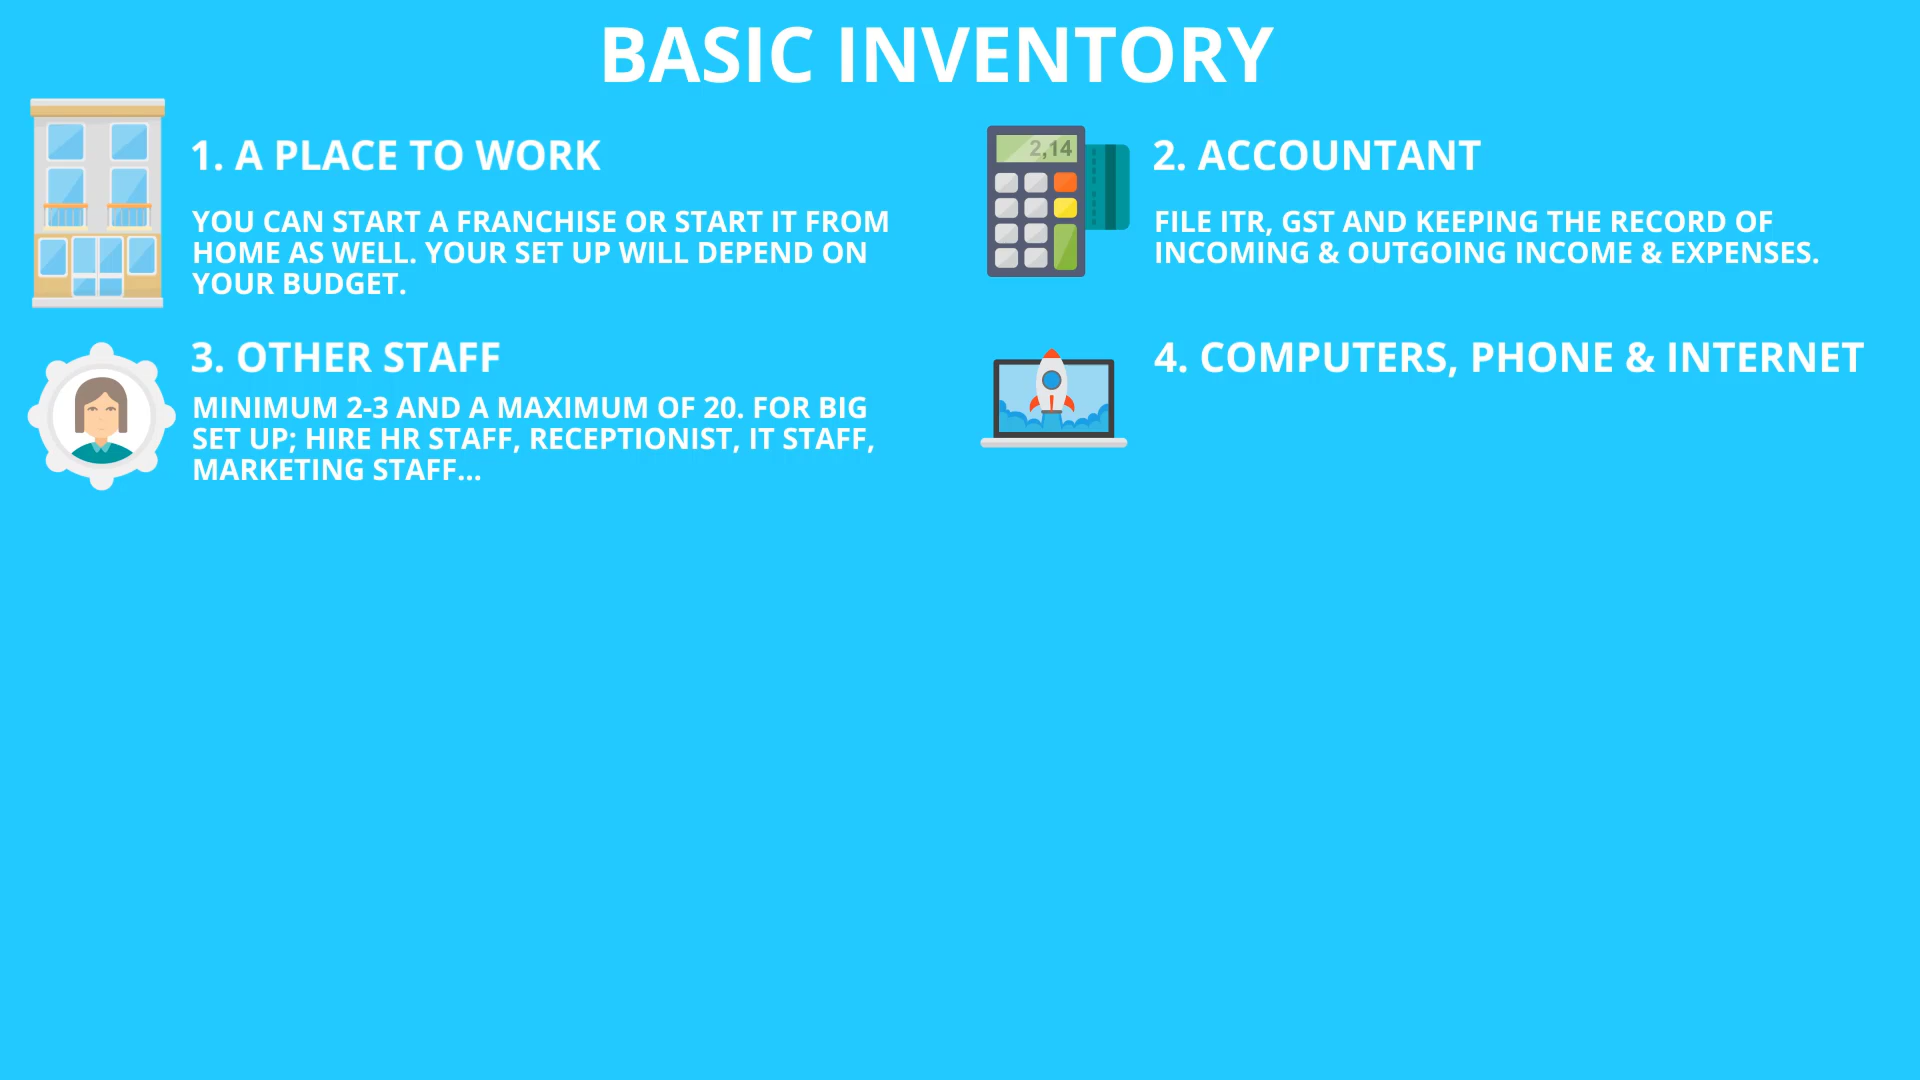 BASIC INVENTORY
1. A PLACE TO WORK
YOU CAN START A FRANCHISE OR START IT FROM
HOME AS WELL. YOUR SET UP WILL DEPEND ON
YOUR BUDGET.
2,14
2. ACCOUNTANT
FILE ITR, GST AND KEEPING THE RECORD OF
INCOMING & OUTGOING INCOME & EXPENSES.
3. OTHER STAFF
MINIMUM 2-3 AND A MAXIMUM OF 20. FOR BIG
SET UP; HIRE HR STAFF, RECEPTIONIST, IT STAFF,
MARKETING STAFF...
4. COMPUTERS, PHONE & INTERNET